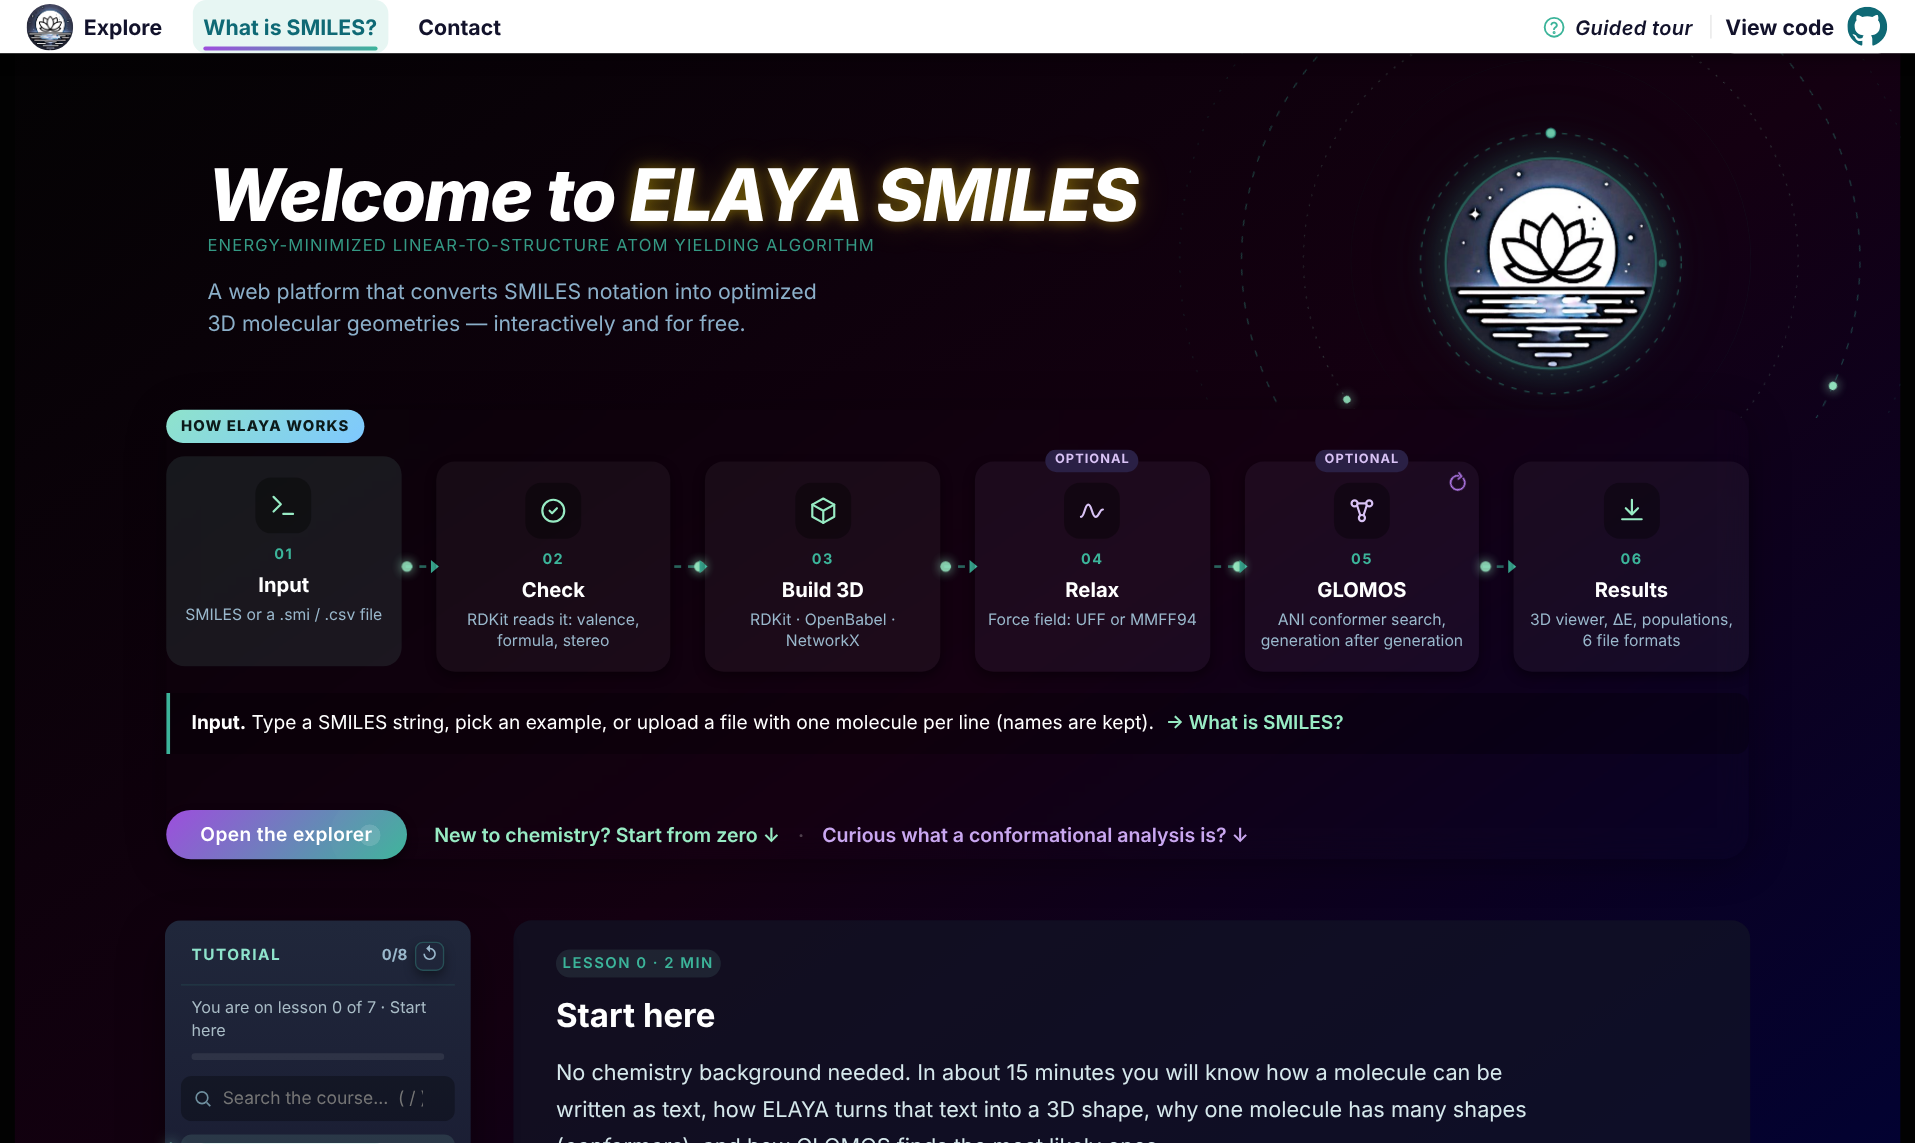 Explore
What is SMILES?
Contact
Guided tour
View code
Welcome to ELAYA SMILES
ENERGY-MINIMIZED LINEAR-TO-STRUCTURE ATOM YIELDING ALGORITHM
A web platform that converts SMILES notation into optimized
3D molecular geometries — interactively and for free.
HOW ELAYA WORKS
01
Input
SMILES or a .smi / .csv file
02
Check
RDKit reads it: valence,
formula, stereo
03
Build 3D
RDKit · OpenBabel ·
NetworkX
OPTIONAL
04
Relax
Force field: UFF or MMFF94
OPTIONAL
05
GLOMOS
ANI conformer search,
generation after generation
06
Results
3D viewer, ΔE, populations,
6 file formats
Input. Type a SMILES string, pick an example, or upload a file with one molecule per line (names are kept). → What is SMILES?
Open the explorer
New to chemistry? Start from zero ↓
·
Curious what a conformational analysis is? ↓
TUTORIAL
0/8
You are on lesson 0 of 7 · Start
here
Search the course... ( / )
LESSON 0 · 2 MIN
Start here
No chemistry background needed. In about 15 minutes you will know how a molecule can be
written as text, how ELAYA turns that text into a 3D shape, why one molecule has many shapes
(conformers), and how GLOMOS finds the most likely ones.